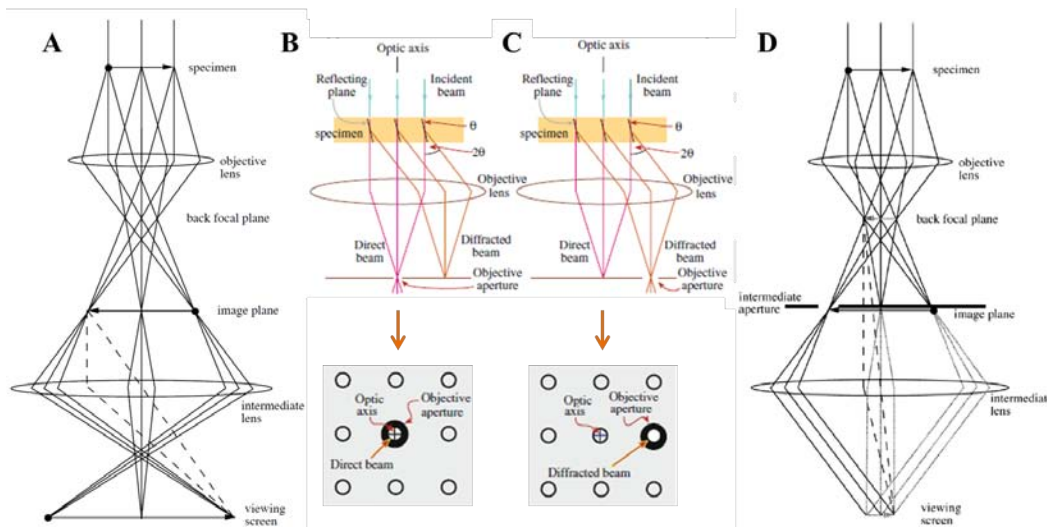 A
specimen
objective
lens
back focal plane
image plane
intermediate
lens
viewing
screen
B
Optic axis
Reflecting
plane
Incident
beam
specimen
θ
2θ
Objective
lens
Direct
beam
Diffracted
beam
Objective
aperture
Optic
axis
Objective
aperture
Direct beam
C
Reflecting
plane
Incident
beam
specimen
θ
2θ
Objective
lens
Direct
beam
Diffracted
beam
Objective
aperture
Optic
axis
Objective
aperture
Diffracted beam
D
specimen
objective
lens
back focal plane
intermediate
aperture
image plane
intermediate
lens
viewing
screen